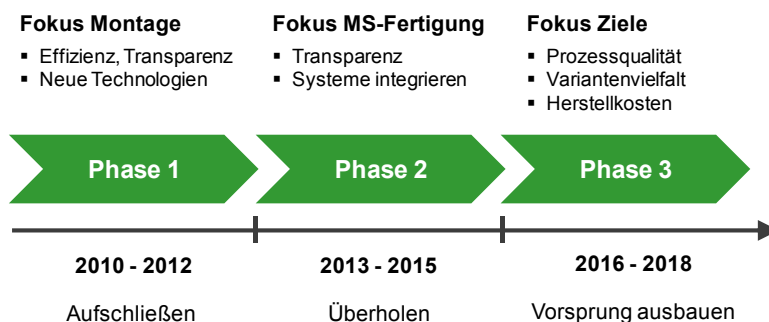 Fokus Montage
▪ Effizienz, Transparenz
▪ Neue Technologien
Fokus MS-Fertigung
▪ Transparenz
▪ Systeme integrieren
Fokus Ziele
▪ Prozessqualität
▪ Variantenvielfalt
▪ Herstellkosten
Phase 1
Phase 2
Phase 3
2010 - 2012
2013 - 2015
2016 - 2018
Aufschließen
Überholen
Vorsprung ausbauen